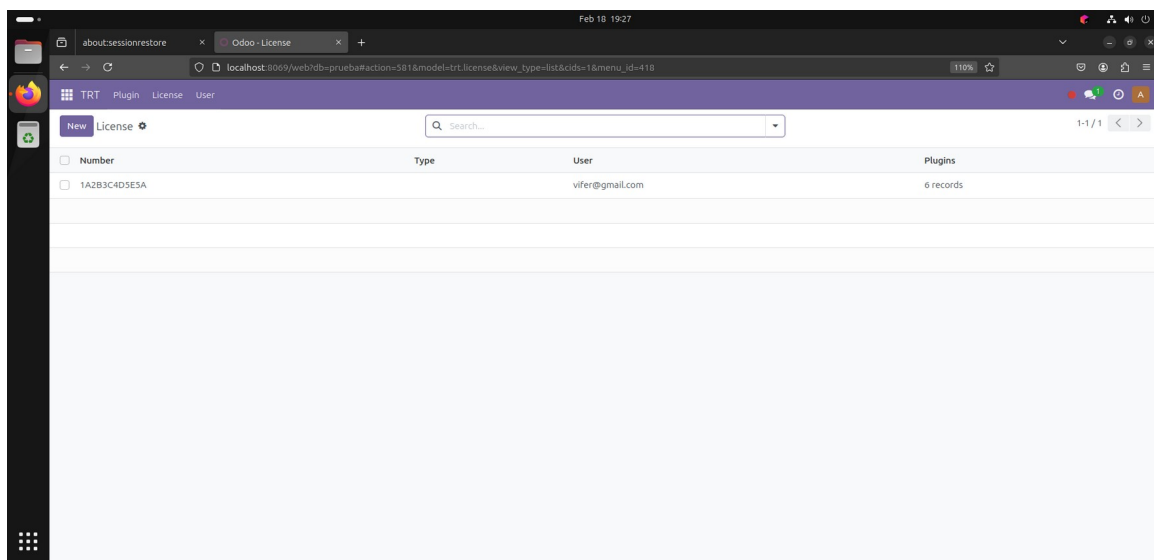 Feb 18 19:27
about:sessionrestore
Odoo - License
localhost:8069/web?db=prueba#action=581&model=trt.license&view_type=list&cids=1&menu_id=418
110%
TRT Plugin License User
1
A
New License
Search...
1-1 / 1
Number Type User Plugins
1A2B3C4D5E5A vifer@gmail.com 6 records